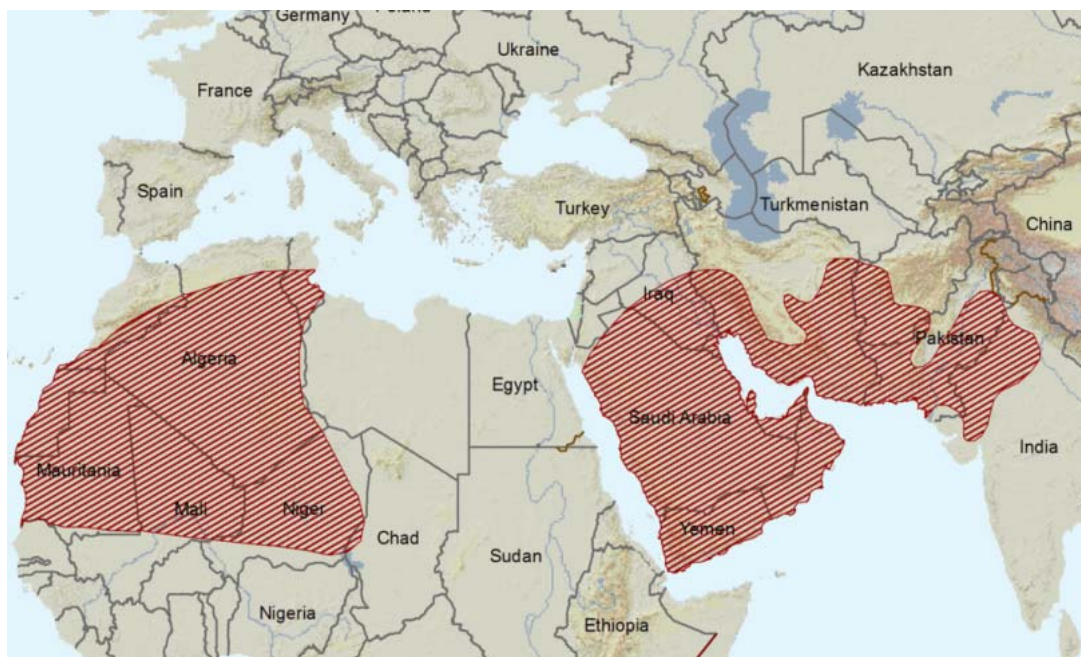 Germany
Poland
Ukraine
Kazakhstan
France
Spain
Turkey
Turkmenistan
China
Iraq
Algeria
Pakistan
Egypt
Saudi Arabia
India
Mauritania
Mali
Niger
Yemen
Chad
Sudan
Nigeria
Ethiopia